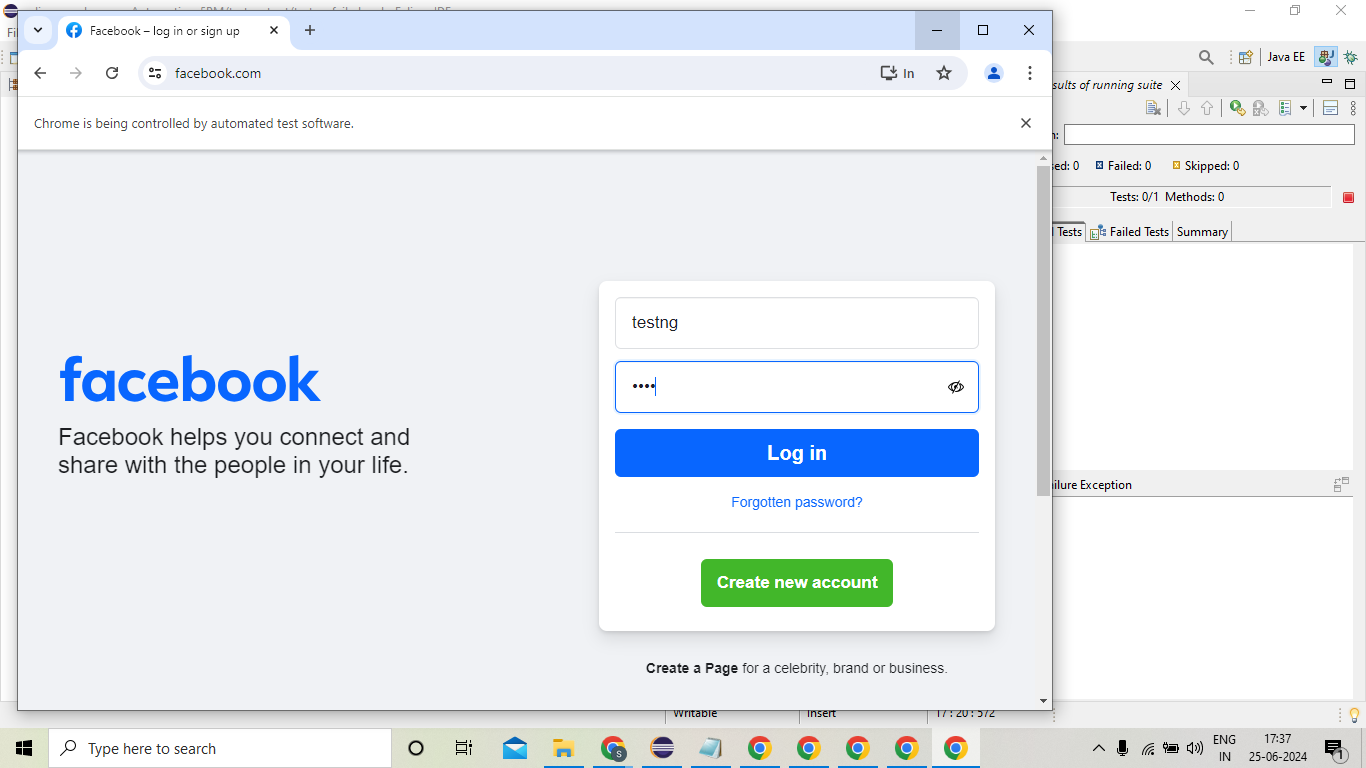 Facebook – log in or sign up
facebook.com
In
Chrome is being controlled by automated test software.
facebook
Facebook helps you connect and
share with the people in your life.
testng
••••
Log in
Forgotten password?
Create new account
Create a Page for a celebrity, brand or business.
Java EE
of running suite
Failed: 0
Skipped: 0
Tests: 0/1 Methods: 0
Tests
Failed Tests
Summary
Exception
Writable
Insert
17 : 20 : 572
Type here to search
S
ENG
IN
17:37
25-06-2024
1